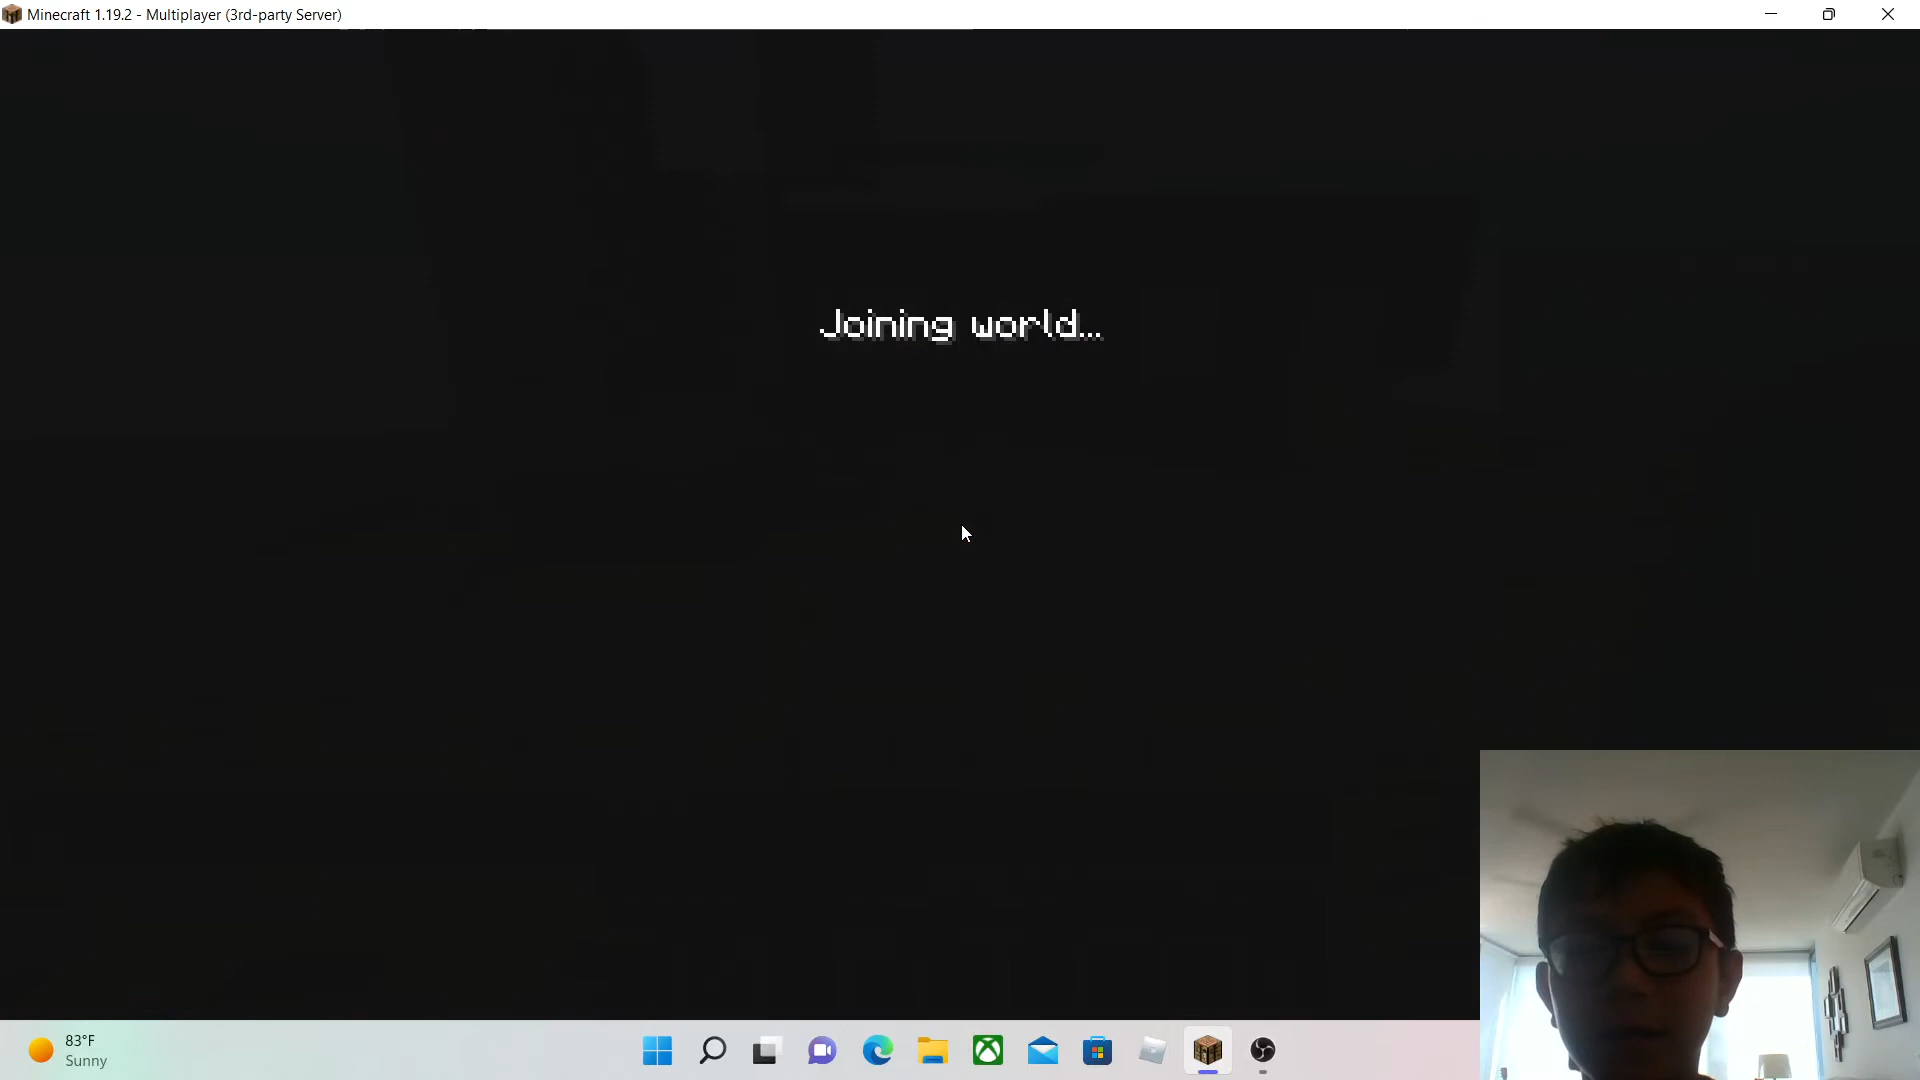 Minecraft 1.19.2 - Multiplayer (3rd-party Server)
Joining world...
83°F
Sunny